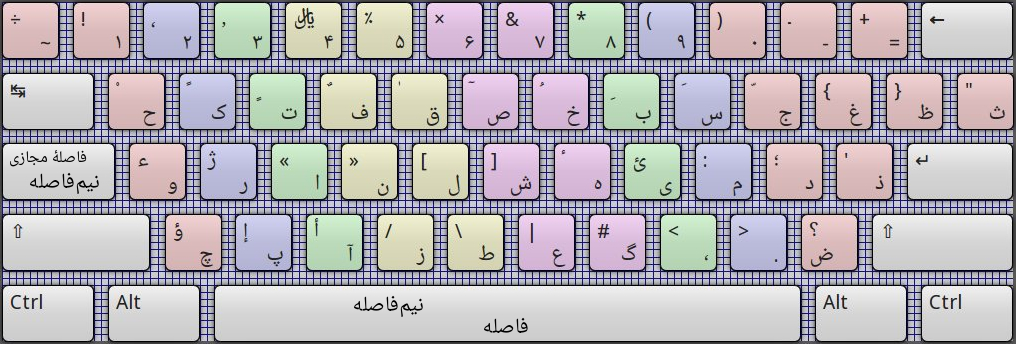 ÷ ~ ! ۱ ، ۲ ٫ ۳ ﷼ ۴ ٪ ۵ × ۶ & ۷ * ۸ ( ۹ ) ۰ - - + = ←
↹ ح ک ت ف ق ص خ ب س ج { غ } ظ " ث
فاصلهٔ مجازی نیم‌فاصله ء و ژ ر « ا » ن [ ل ] ش ه ئ ی : م ؛ د ' ذ ↵
⇧ ؤ چ إ پ أ آ / ز \ ط | ع # گ < ، > . ؟ ض ⇧
Ctrl Alt نیم‌فاصله فاصله Alt Ctrl